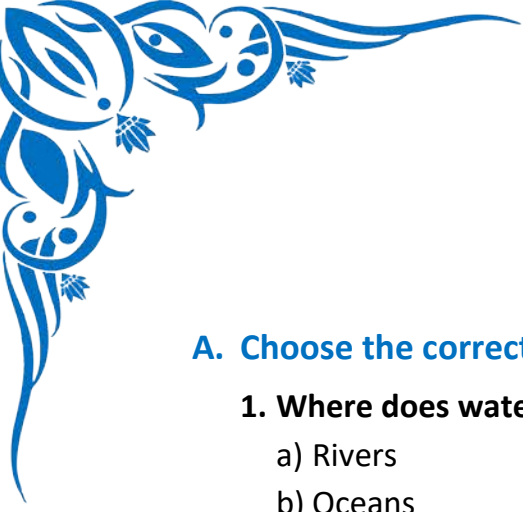 A. Choose the correct
1. Where does wate
a) Rivers
b) Oceans